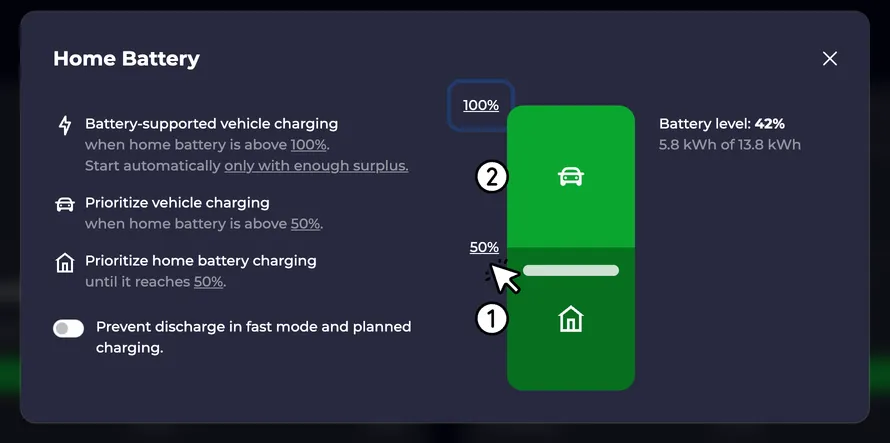 Home Battery
Battery-supported vehicle charging
when home battery is above 100%.
Start automatically only with enough surplus.
Prioritize vehicle charging
when home battery is above 50%.
Prioritize home battery charging
until it reaches 50%.
Prevent discharge in fast mode and planned
charging.
100%
2
50%
1
Battery level: 42%
5.8 kWh of 13.8 kWh